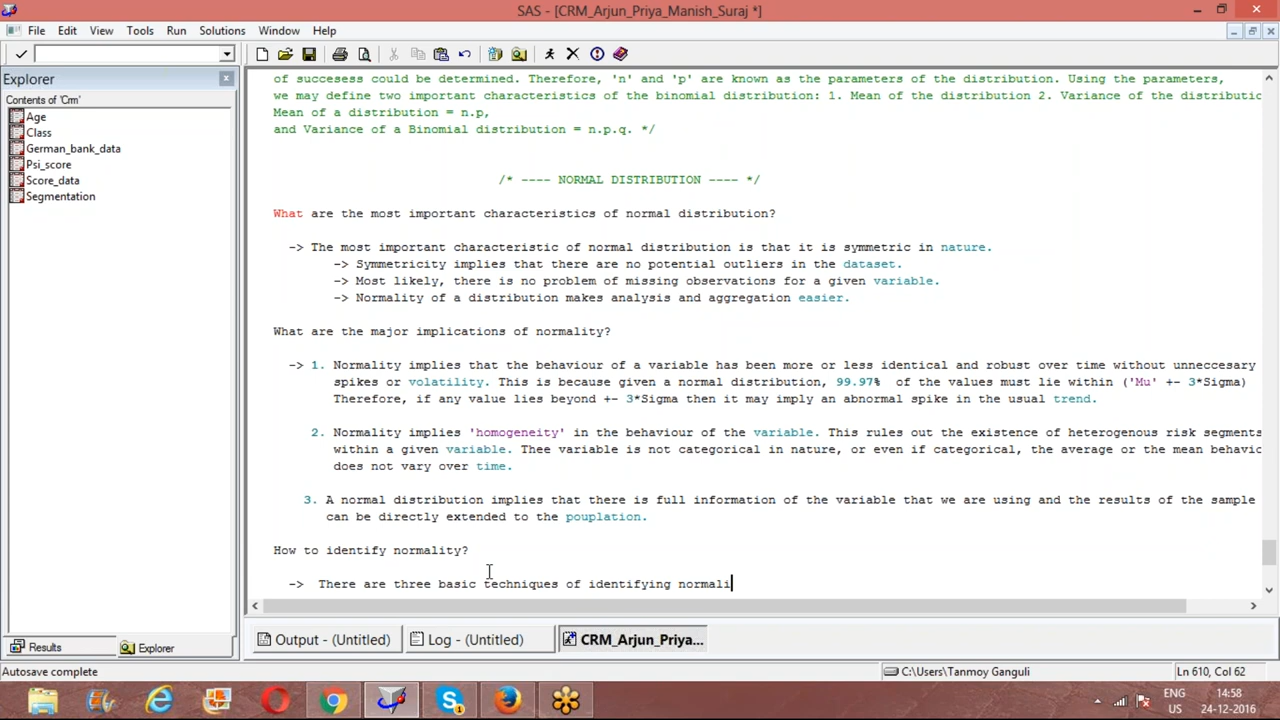 SAS - [CRM_Arjun_Priya_Manish_Suraj *]
File Edit View Tools Run Solutions Window Help
Explorer
Contents of 'Crm'
Age
Class
German_bank_data
Psi_score
Score_data
Segmentation
of succesess could be determined. Therefore, 'n' and 'p' are known as the parameters of the distribution. Using the parameters,
we may define two important characteristics of the binomial distribution: 1. Mean of the distribution 2. Variance of the distributic
Mean of a distribution = n.p,
and Variance of a Binomial distribution = n.p.q. */
/* ---- NORMAL DISTRIBUTION ---- */
What are the most important characteristics of normal distribution?
-> The most important characteristic of normal distribution is that it is symmetric in nature.
-> Symmetricity implies that there are no potential outliers in the dataset.
-> Most likely, there is no problem of missing observations for a given variable.
-> Normality of a distribution makes analysis and aggregation easier.
What are the major implications of normality?
-> 1. Normality implies that the behaviour of a variable has been more or less identical and robust over time without unneccesary
spikes or volatility. This is because given a normal distribution, 99.97% of the values must lie within ('Mu' +- 3*Sigma)
Therefore, if any value lies beyond +- 3*Sigma then it may imply an abnormal spike in the usual trend.
2. Normality implies 'homogeneity' in the behaviour of the variable. This rules out the existence of heterogenous risk segments
within a given variable. Thee variable is not categorical in nature, or even if categorical, the average or the mean behavic
does not vary over time.
3. A normal distribution implies that there is full information of the variable that we are using and the results of the sample
can be directly extended to the pouplation.
How to identify normality?
-> There are three basic techniques of identifying normali
Results
Explorer
Output - (Untitled)
Log - (Untitled)
CRM_Arjun_Priya...
Autosave complete
C:\Users\Tanmoy Ganguli
Ln 610, Col 62
ENG
US
14:58
24-12-2016